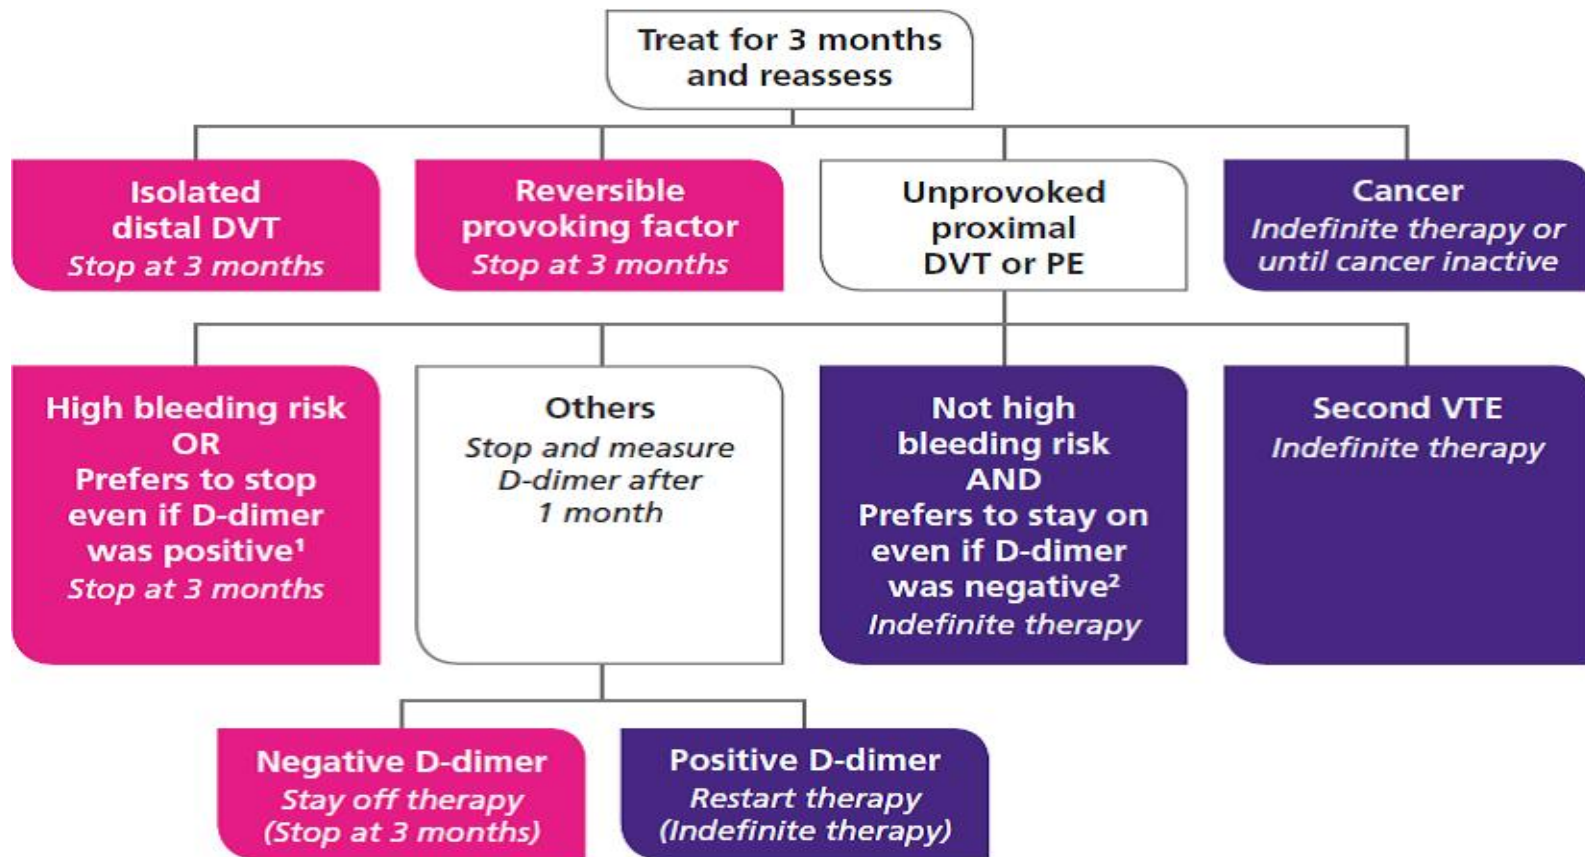 Treat for 3 months
and reassess
Isolated
distal DVT
Stop at 3 months
Reversible
provoking factor
Stop at 3 months
Unprovoked
proximal
DVT or PE
Cancer
Indefinite therapy or
until cancer inactive
High bleeding risk
OR
Prefers to stop
even if D-dimer
was positive¹
Stop at 3 months
Others
Stop and measure
D-dimer after
1 month
Not high
bleeding risk
AND
Prefers to stay on
even if D-dimer
was negative²
Indefinite therapy
Second VTE
Indefinite therapy
Negative D-dimer
Stay off therapy
(Stop at 3 months)
Positive D-dimer
Restart therapy
(Indefinite therapy)